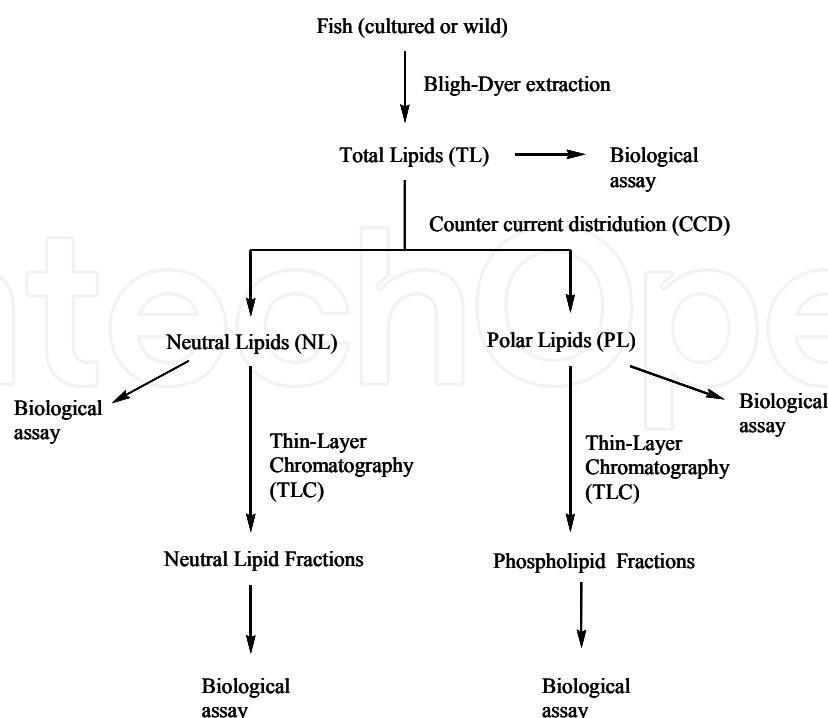 Fish (cultured or wild)
Bligh-Dyer extraction
Total Lipids (TL)
Biological
assay
Counter current distridution (CCD)
Neutral Lipids (NL)
Polar Lipids (PL)
Biological
assay
Biological
assay
Thin-Layer
Chromatography
(TLC)
Thin-Layer
Chromatography
(TLC)
Neutral Lipid Fractions
Phospholipid Fractions
Biological
assay
Biological
assay
ntechOpe